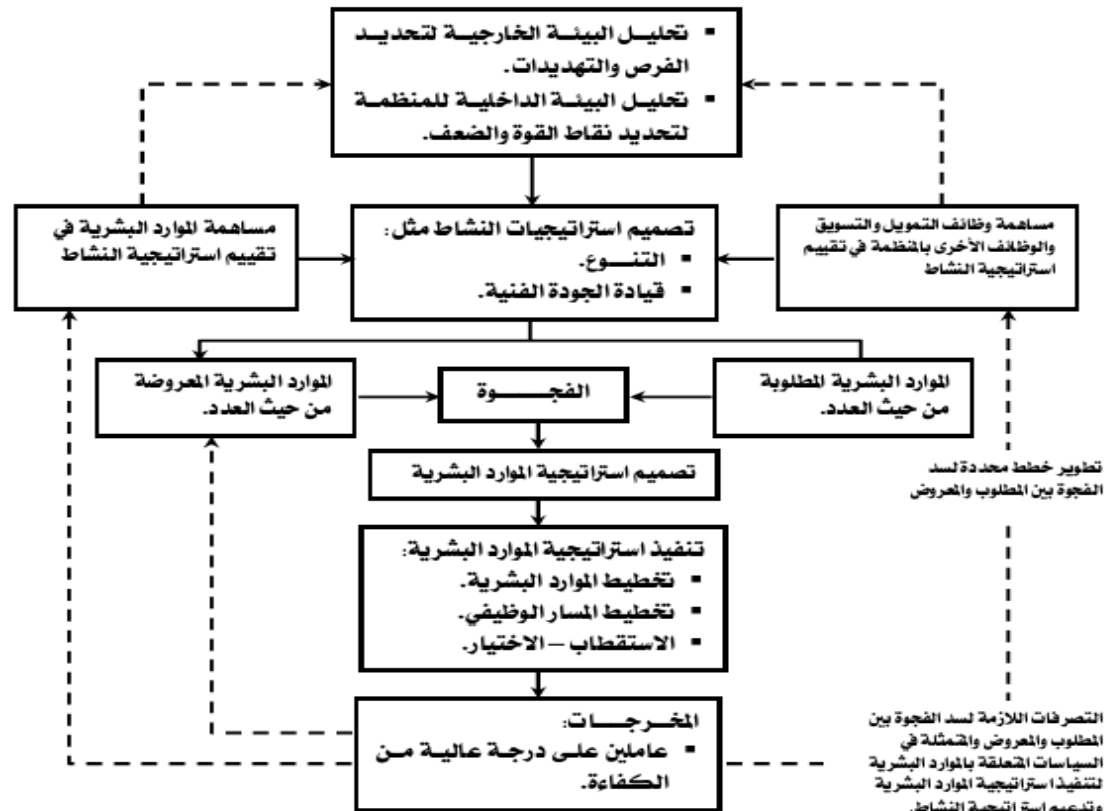 ▪ تحليل البيئة الخارجية لتحديد
الفرص والتهديدات.
▪ تحليل البيئة الداخلية للمنظمة
لتحديد نقاط القوة والضعف.
مساهمة الموارد البشرية في
تقييم استراتيجية النشاط
تصميم استراتيجيات النشاط مثل:
▪ التنوع.
▪ قيادة الجودة الفنية.
مساهمة وظائف التمويل والتسويق
والوظائف الأخرى بالمنظمة في تقييم
استراتيجية النشاط
الموارد البشرية المطلوبة
من حيث العدد.
الفجوة
الموارد البشرية المعروضة
من حيث العدد.
تصميم استراتيجية الموارد البشرية
تطوير خطط محددة لسد
الفجوة بين المطلوب والمعروض
تنفيذ استراتيجية الموارد البشرية:
▪ تخطيط الموارد البشرية.
▪ تخطيط المسار الوظيفي.
▪ الاستقطاب – الاختيار.
المخرجات:
▪ عاملين على درجة عالية من
الكفاءة.
التصرفات اللازمة لسد الفجوة بين
المطلوب والمعروض والمتمثلة في
السياسات المتعلقة بالموارد البشرية
لتنفيذ استراتيجية الموارد البشرية
وتدعيم استراتيجية النشاط.